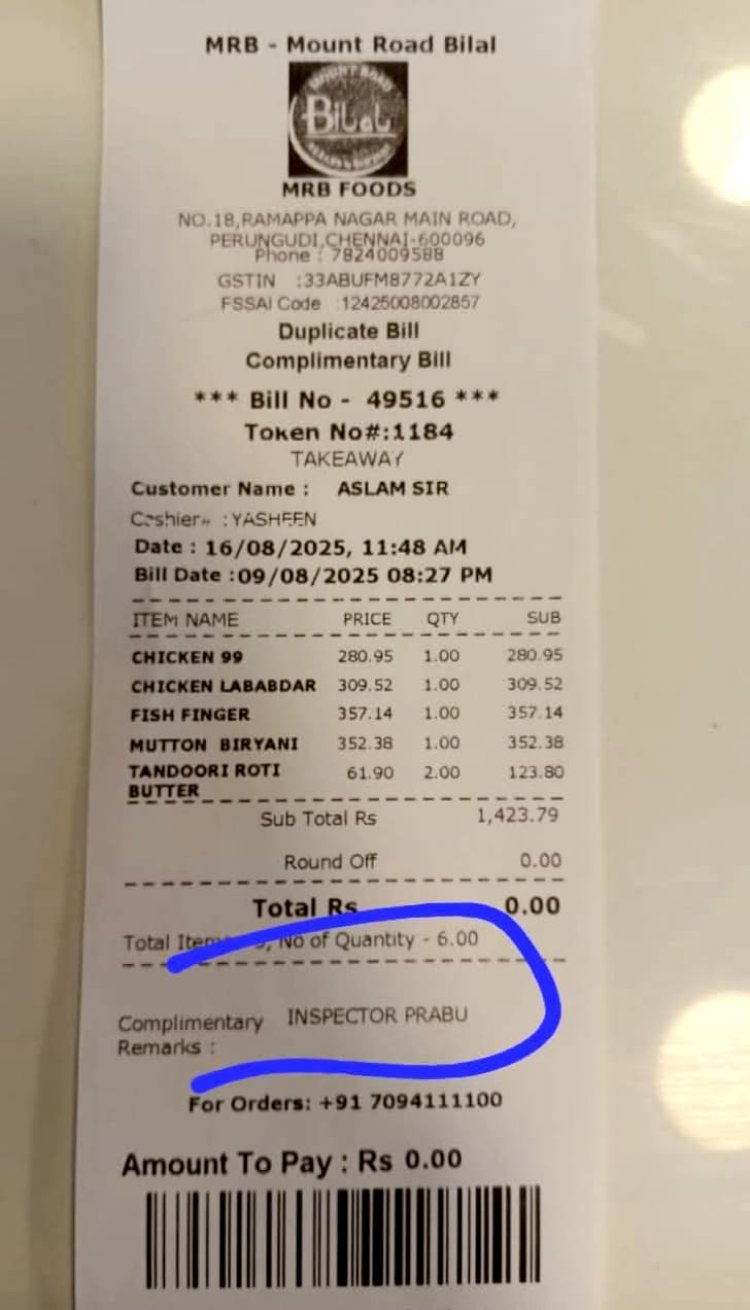 MRB - Mount Road Bilal
MOUNT ROAD
Bilal
MRB FOODS
NO.18,RAMAPPA NAGAR MAIN ROAD,
PERUNGUDI,CHENNAI-600096
Phone : 7824009588
GSTIN :33ABUFM8772A1ZY
FSSAI Code :12425008002857
Duplicate Bill
Complimentary Bill
*** Bill No - 49516 ***
Token No#:1184
TAKEAWAY
Customer Name : ASLAM SIR
Cashier : YASHEEN
Date : 16/08/2025, 11:48 AM
Bill Date :09/08/2025 08:27 PM
ITEM NAME PRICE QTY SUB
CHICKEN 99 280.95 1.00 280.95
CHICKEN LABABDAR 309.52 1.00 309.52
FISH FINGER 357.14 1.00 357.14
MUTTON BIRYANI 352.38 1.00 352.38
TANDOORI ROTI 61.90 2.00 123.80
BUTTER
Sub Total Rs 1,423.79
Round Off 0.00
Total Rs 0.00
Total No of Quantity - 6.00
Complimentary INSPECTOR PRABU
Remarks :
For Orders: +91 7094111100
Amount To Pay : Rs 0.00